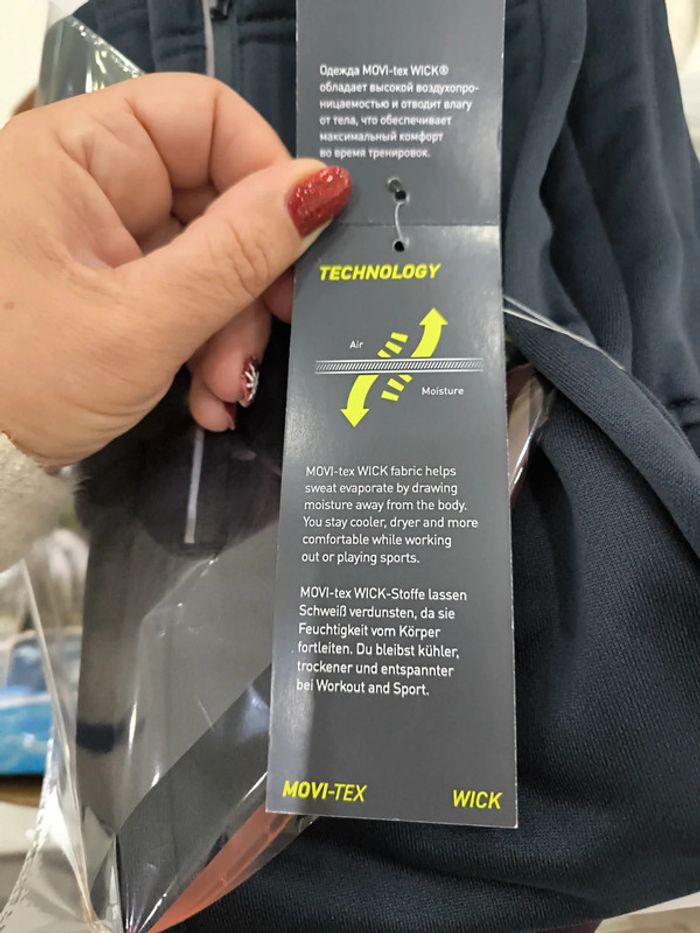 Одежда MOVI-tex WICK®
обладает высокой воздухопро-
ницаемостью и отводит влагу
от тела, что обеспечивает
максимальный комфорт
во время тренировок.
TECHNOLOGY
Air
Moisture
MOVI-tex WICK fabric helps
sweat evaporate by drawing
moisture away from the body.
You stay cooler, dryer and more
comfortable while working
out or playing sports.
MOVI-tex WICK-Stoffe lassen
Schweiß verdunsten, da sie
Feuchtigkeit vom Körper
fortleiten. Du bleibst kühler,
trockener und entspannter
bei Workout and Sport.
MOVI-TEX WICK